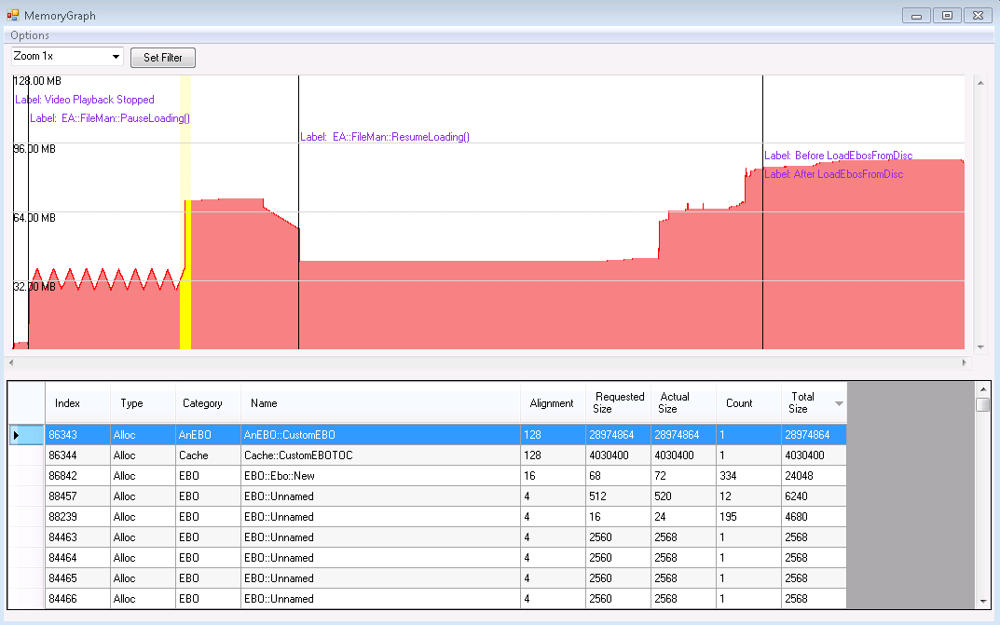 MemoryGraph
Options
Zoom 1x
Set Filter
128.00 MB
Label: Video Playback Stopped
Label: EA::FileMan::PauseLoading()
Label: EA::FileMan::ResumeLoading()
96.00 MB
Label: Before LoadEbosFromDisc
Label: After LoadEbosFromDisc
64.00 MB
32.00 MB
Index Type Category Name Alignment Requested Size Actual Size Count Total Size
86343 Alloc AnEBO AnEBO::CustomEBO 128 28974864 28974864 1 28974864
86344 Alloc Cache Cache::CustomEBOTOC 128 4030400 4030400 1 4030400
86842 Alloc EBO EBO::Ebo::New 16 68 72 334 24048
88457 Alloc EBO EBO::Unnamed 4 512 520 12 6240
88239 Alloc EBO EBO::Unnamed 4 16 24 195 4680
84463 Alloc EBO EBO::Unnamed 4 2560 2568 1 2568
84464 Alloc EBO EBO::Unnamed 4 2560 2568 1 2568
84465 Alloc EBO EBO::Unnamed 4 2560 2568 1 2568
84466 Alloc EBO EBO::Unnamed 4 2560 2568 1 2568